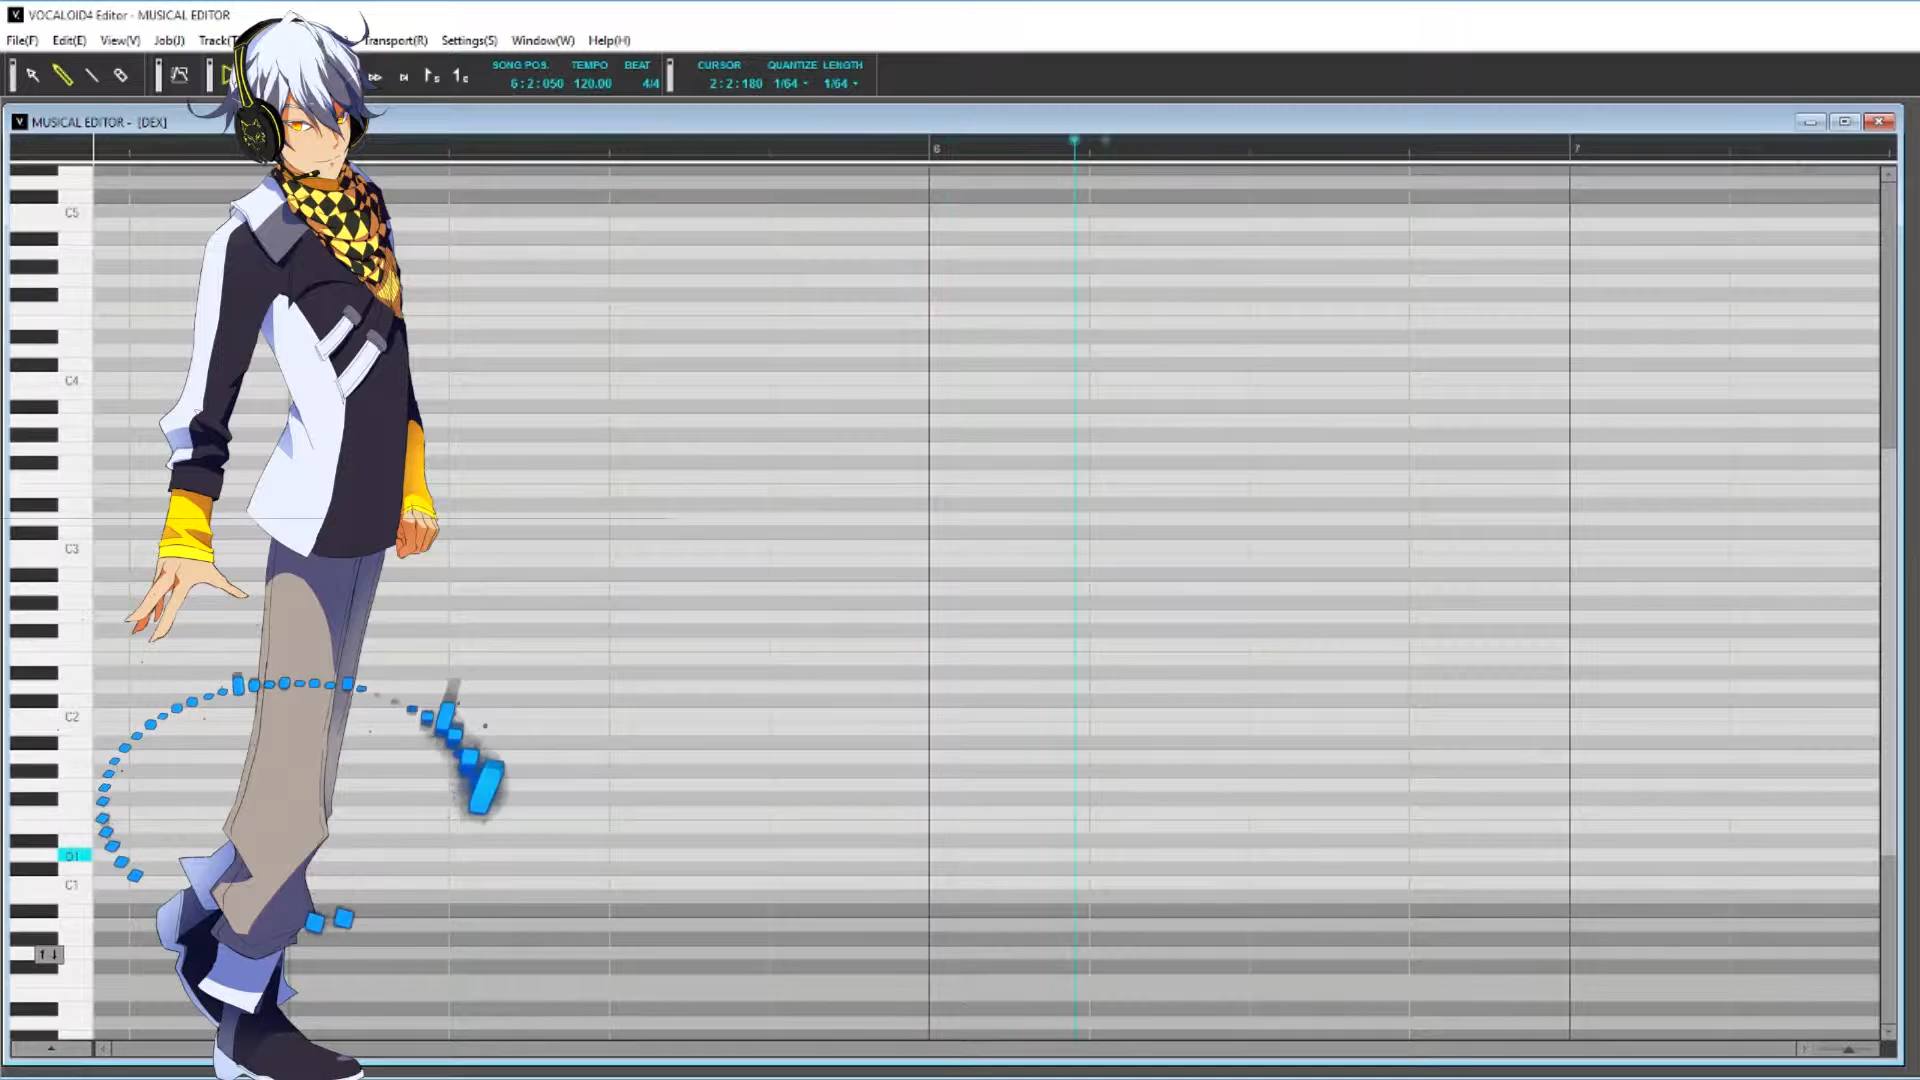 VOCALOID4 Editor - MUSICAL EDITOR
File(F) Edit(E) View(V) Job(J) Transport(R) Settings(S) Window(W) Help(H)
SONG POS. TEMPO BEAT CURSOR QUANTIZE LENGTH
6:2:050 120.00 4/4 2:2:180 1/64 1/64
MUSICAL EDITOR - [DEX]
6 7
C5
C4
C3
C2
D1
C1